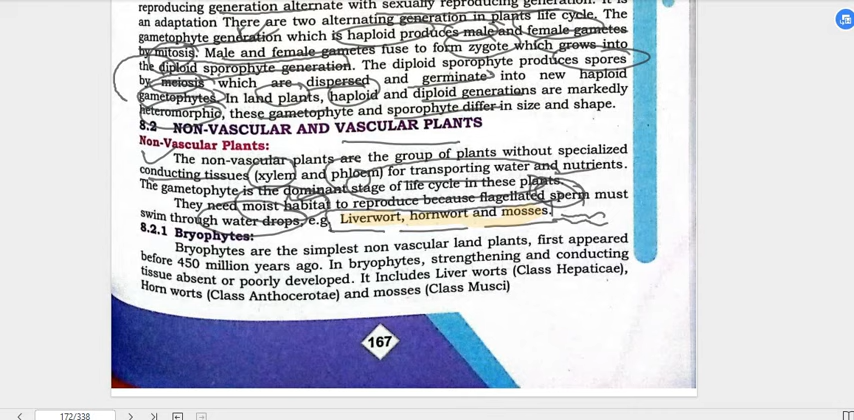 reproducing generation alternate with sexually reproducing generation. It is
an adaptation There are two alternating generation in plants life cycle. The
gametophyte generation which is haploid produces male and female gametes
by mitosis. Male and female gametes fuse to form zygote which grows into
the diploid sporophyte generation. The diploid sporophyte produces spores
by meiosis which are dispersed and germinate into new haploid
gametophytes. In land plants, haploid and diploid generations are markedly
heteromorphic, these gametophyte and sporophyte differ in size and shape.
8.2 NON-VASCULAR AND VASCULAR PLANTS
Non-Vascular Plants:
The non-vascular plants are the group of plants without specialized
conducting tissues (xylem and phloem) for transporting water and nutrients.
The gametophyte is the dominant stage of life cycle in these plants.
They need moist habitat to reproduce because flagellated sperm must
swim through water drops, e.g. Liverwort, hornwort and mosses.
8.2.1 Bryophytes:
Bryophytes are the simplest non vascular land plants, first appeared
before 450 million years ago. In bryophytes, strengthening and conducting
tissue absent or poorly developed. It Includes Liver worts (Class Hepaticae),
Horn worts (Class Anthocerotae) and mosses (Class Musci)
167
172/338